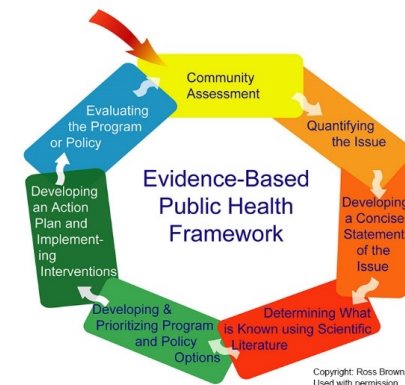 Community
Assessment
Quantifying
the Issue
Developing
a Concise
Statement
of the
Issue
Determining What
is Known using Scientific
Literature
Developing &
Prioritizing Program
and Policy
Options
Developing
an Action
Plan and
Implement-
ing
Interventions
Evaluating
the Program
or Policy
Evidence-Based
Public Health
Framework
Copyright: Ross Brown
Used with permission